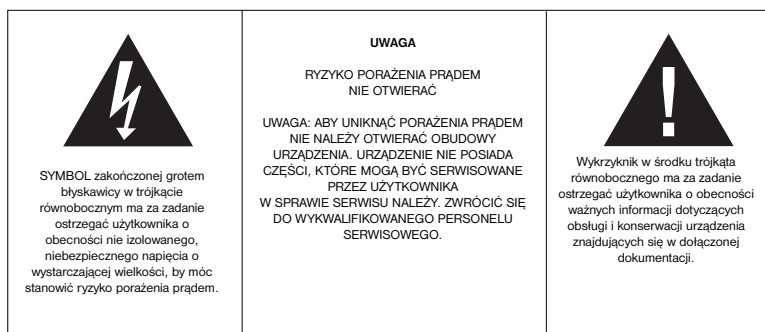 SYMBOL zakończonej grotem
błyskawicy w trójkącie
równobocznym ma za zadanie
ostrzegać użytkownika o
obecności nie izolowanego,
niebezpiecznego napięcia o
wystarczającej wielkości, by móc
stanowić ryzyko porażenia prądem.
UWAGA
RYZYKO PORAŻENIA PRĄDEM
NIE OTWIERAĆ
UWAGA: ABY UNIKNĄĆ PORAŻENIA PRĄDEM
NIE NALEŻY OTWIERAĆ OBUDOWY
URZĄDZENIA. URZĄDZENIE NIE POSIADA
CZĘŚCI, KTÓRE MOGĄ BYĆ SERWISOWANE
PRZEZ UŻYTKOWNIKA
W SPRAWIE SERWISU NALEŻY. ZWRÓCIĆ SIĘ
DO WYKWALIFIKOWANEGO PERSONELU
SERWISOWEGO.
!
Wykrzyknik w środku trójkąta
równobocznego ma za zadanie
ostrzegać użytkownika o obecności
ważnych informacji dotyczących
obsługi i konserwacji urządzenia
znajdujących się w dołączonej
dokumentacji.